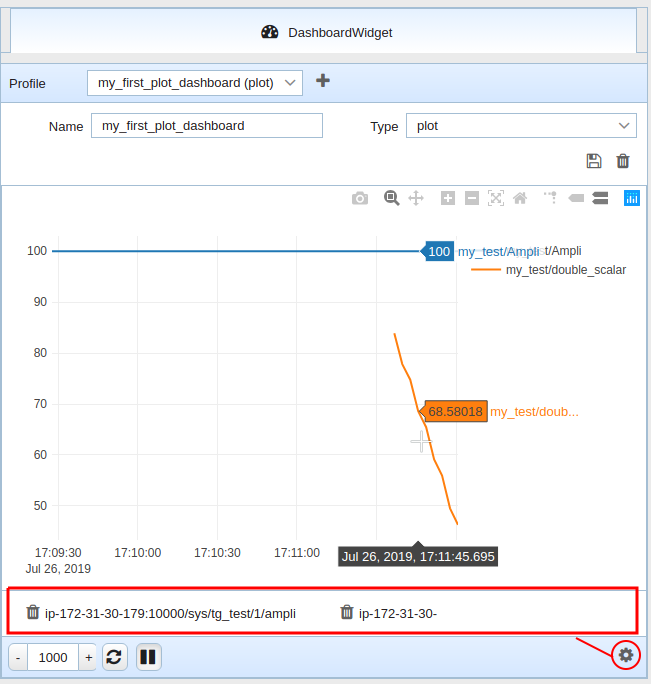 DashboardWidget
Profile my_first_plot_dashboard (plot)
Name my_first_plot_dashboard Type plot
100 100 my_test/Ampli t/Ampli
my_test/double_scalar
90
80
70 68.58018 my_test/doub...
60
50
17:09:30 17:10:00 17:10:30 17:11:00 Jul 26, 2019, 17:11:45.695
Jul 26, 2019
ip-172-31-30-179:10000/sys/tg_test/1/ampli ip-172-31-30-
- 1000 +